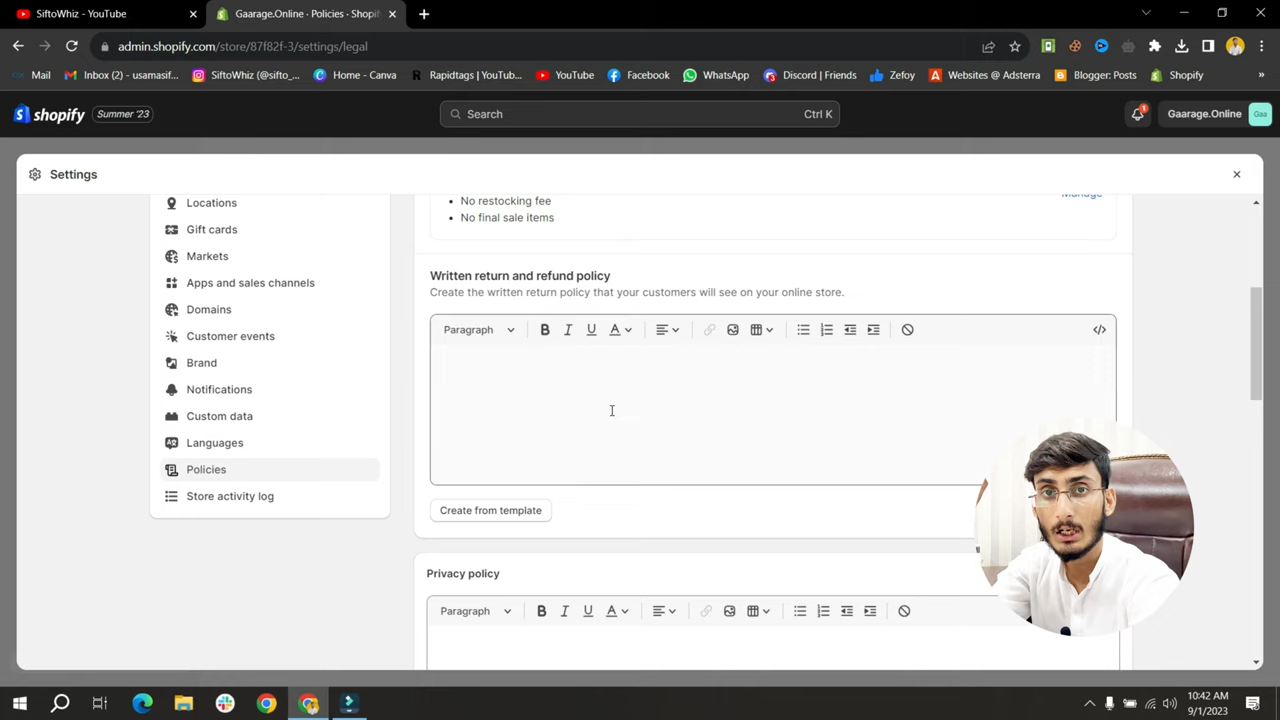 SiftoWhiz - YouTube
Gaarage.Online · Policies · Shopif
admin.shopify.com/store/87f82f-3/settings/legal
Mail
Inbox (2) - usamasif...
SiftoWhiz (@sifto_...
Home - Canva
Rapidtags | YouTub...
YouTube
Facebook
WhatsApp
Discord | Friends
Zefoy
Websites @ Adsterra
Blogger: Posts
Shopify
»
shopify
Summer '23
Search
Ctrl K
1
Gaarage.Online
Gaa
Settings
Locations
Gift cards
Markets
Apps and sales channels
Domains
Customer events
Brand
Notifications
Custom data
Languages
Policies
Store activity log
• No restocking fee
• No final sale items
Manage
Written return and refund policy
Create the written return policy that your customers will see on your online store.
Paragraph
B I U A
Create from template
Privacy policy
Paragraph
B I U A
10:42 AM
9/1/2023